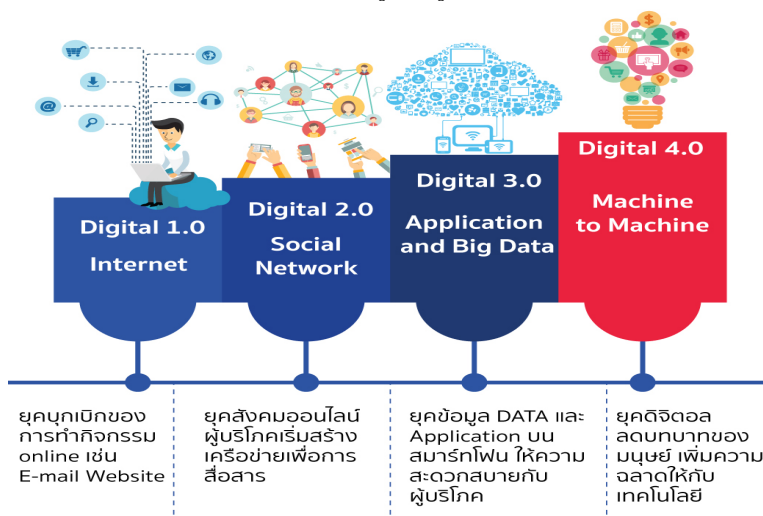 Digital 1.0
Internet
Digital 2.0
Social
Network
Digital 3.0
Application
and Big Data
Digital 4.0
Machine
to Machine
ยุคบุกเบิกของ
การทำกิจกรรม
online เช่น
E-mail Website
ยุคสังคมออนไลน์
ผู้บริโภคเริ่มสร้าง
เครือข่ายเพื่อการ
สื่อสาร
ยุคข้อมูล DATA และ
Application บน
สมาร์ทโฟน ให้ความ
สะดวกสบายกับ
ผู้บริโภค
ยุคดิจิตอล
ลดบทบาทของ
มนุษย์ เพิ่มความ
ฉลาดให้กับ
เทคโนโลยี